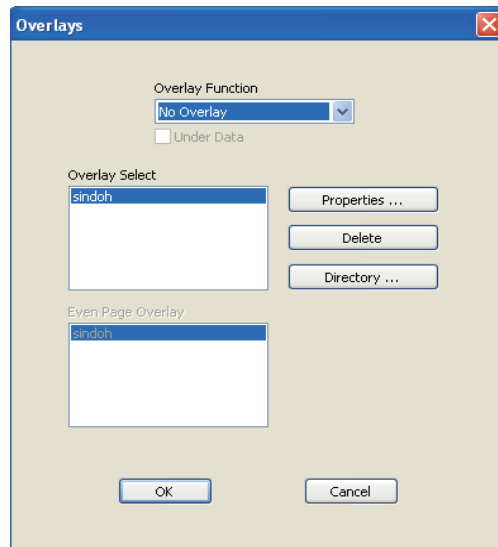 Overlays
Overlay Function
No Overlay
Under Data
Overlay Select
sindoh
Properties ...
Delete
Directory ...
Even Page Overlay
sindoh
OK
Cancel